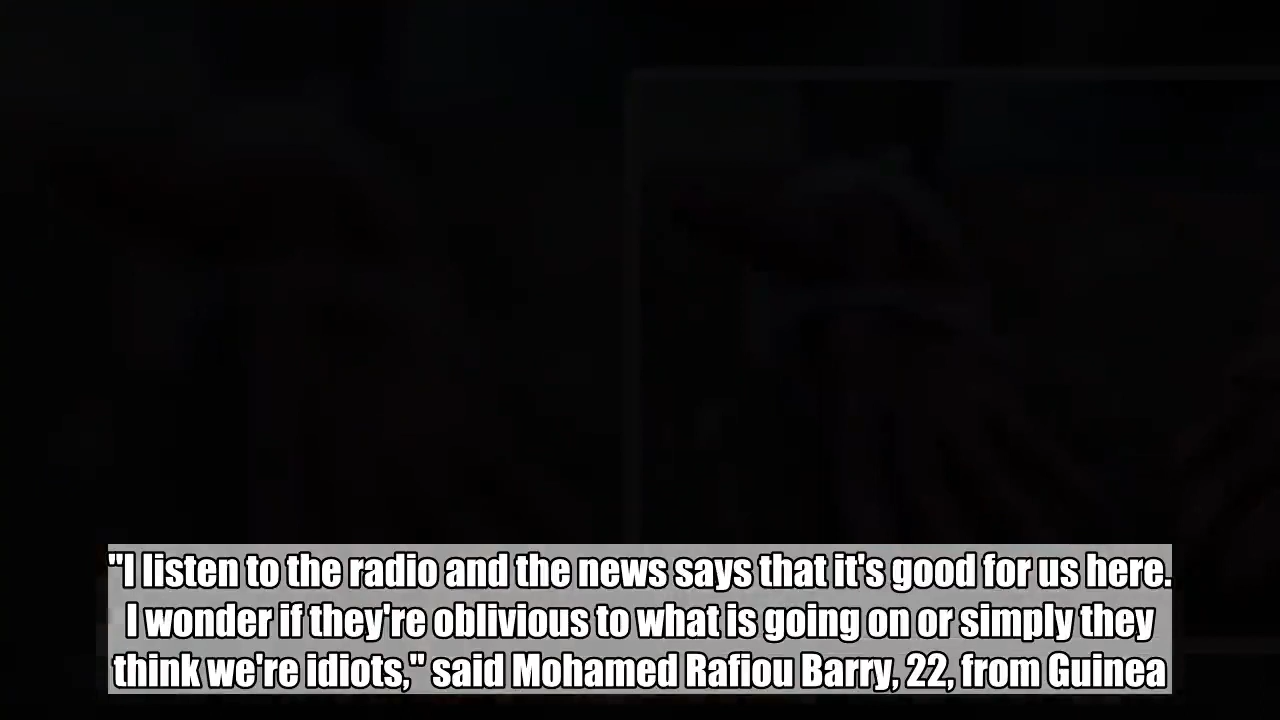 "I listen to the radio and the news says that it's good for us here.
I wonder if they're oblivious to what is going on or simply they
think we're idiots," said Mohamed Rafiou Barry, 22, from Guinea